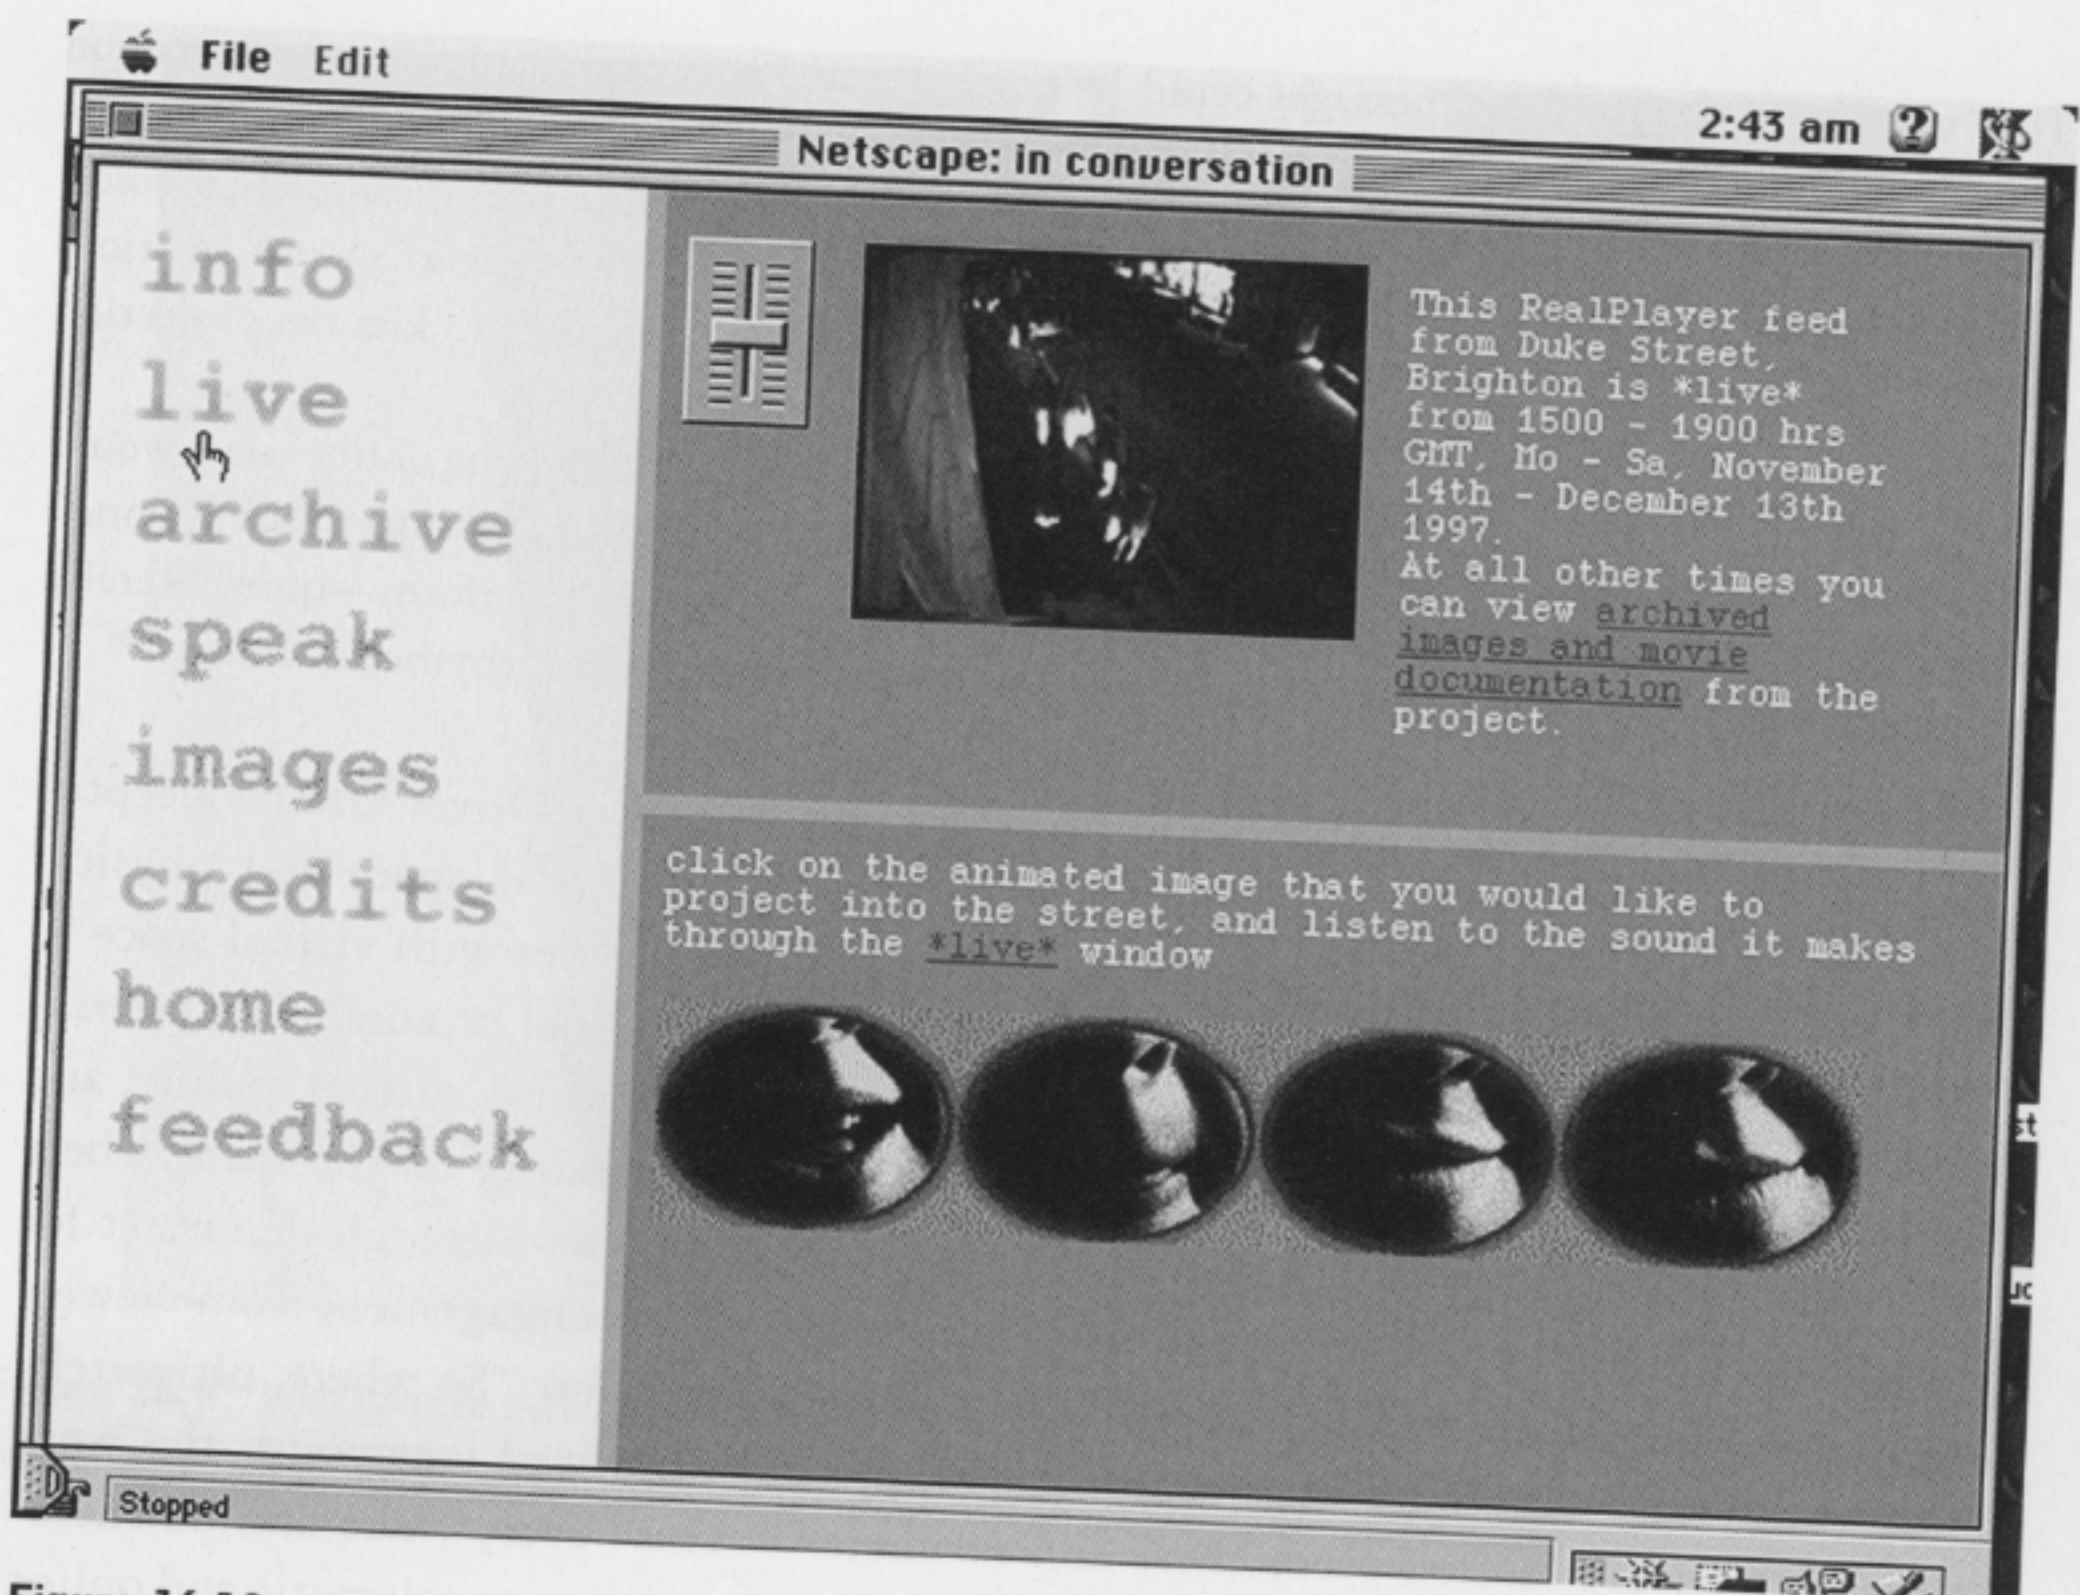 File Edit
2:43 am
Netscape: in conversation
info
live
archive
speak
images
credits
home
feedback
This RealPlayer feed
from Duke Street,
Brighton is *live*
from 1500 - 1900 hrs
GMT, Mo - Sa, November
14th - December 13th
1997.
At all other times you
can view archived
images and movie
documentation from the
project.
click on the animated image that you would like to
project into the street, and listen to the sound it makes
through the *live* window
Stopped